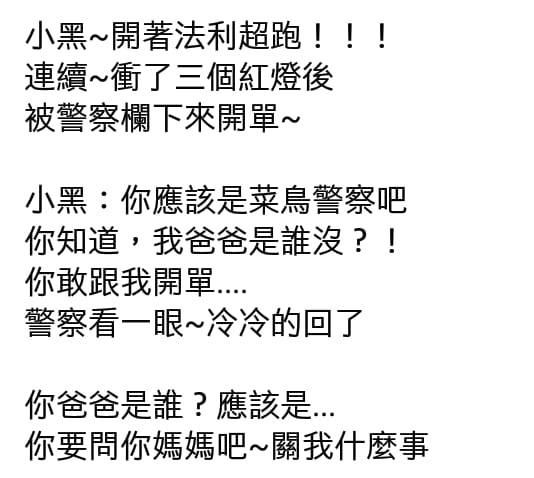 小黑~開著法利超跑！！！
連續~衝了三個紅燈後
被警察欄下來開單~
小黑：你應該是菜鳥警察吧
你知道，我爸爸是誰沒？！
你敢跟我開單....
警察看一眼~冷冷的回了
你爸爸是誰？應該是...
你要問你媽媽吧~關我什麼事